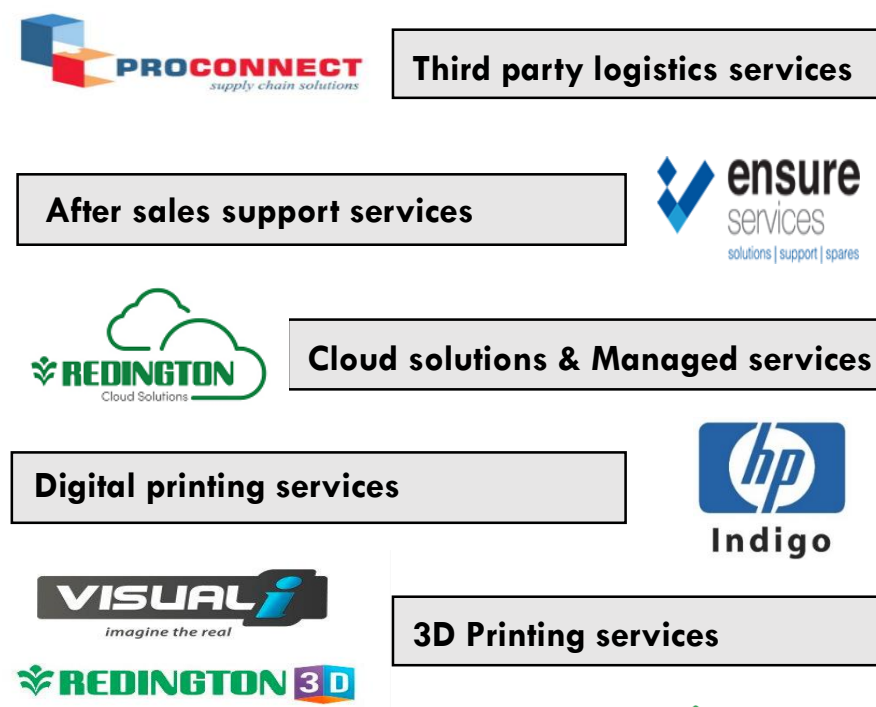 PROCONNECT
supply chain solutions
Third party logistics services
After sales support services
ensure
services
solutions | support | spares
REDINGTON
Cloud Solutions
Cloud solutions & Managed services
Digital printing services
hp
Indigo
VISUAL i
imagine the real
3D Printing services
REDINGTON 3D